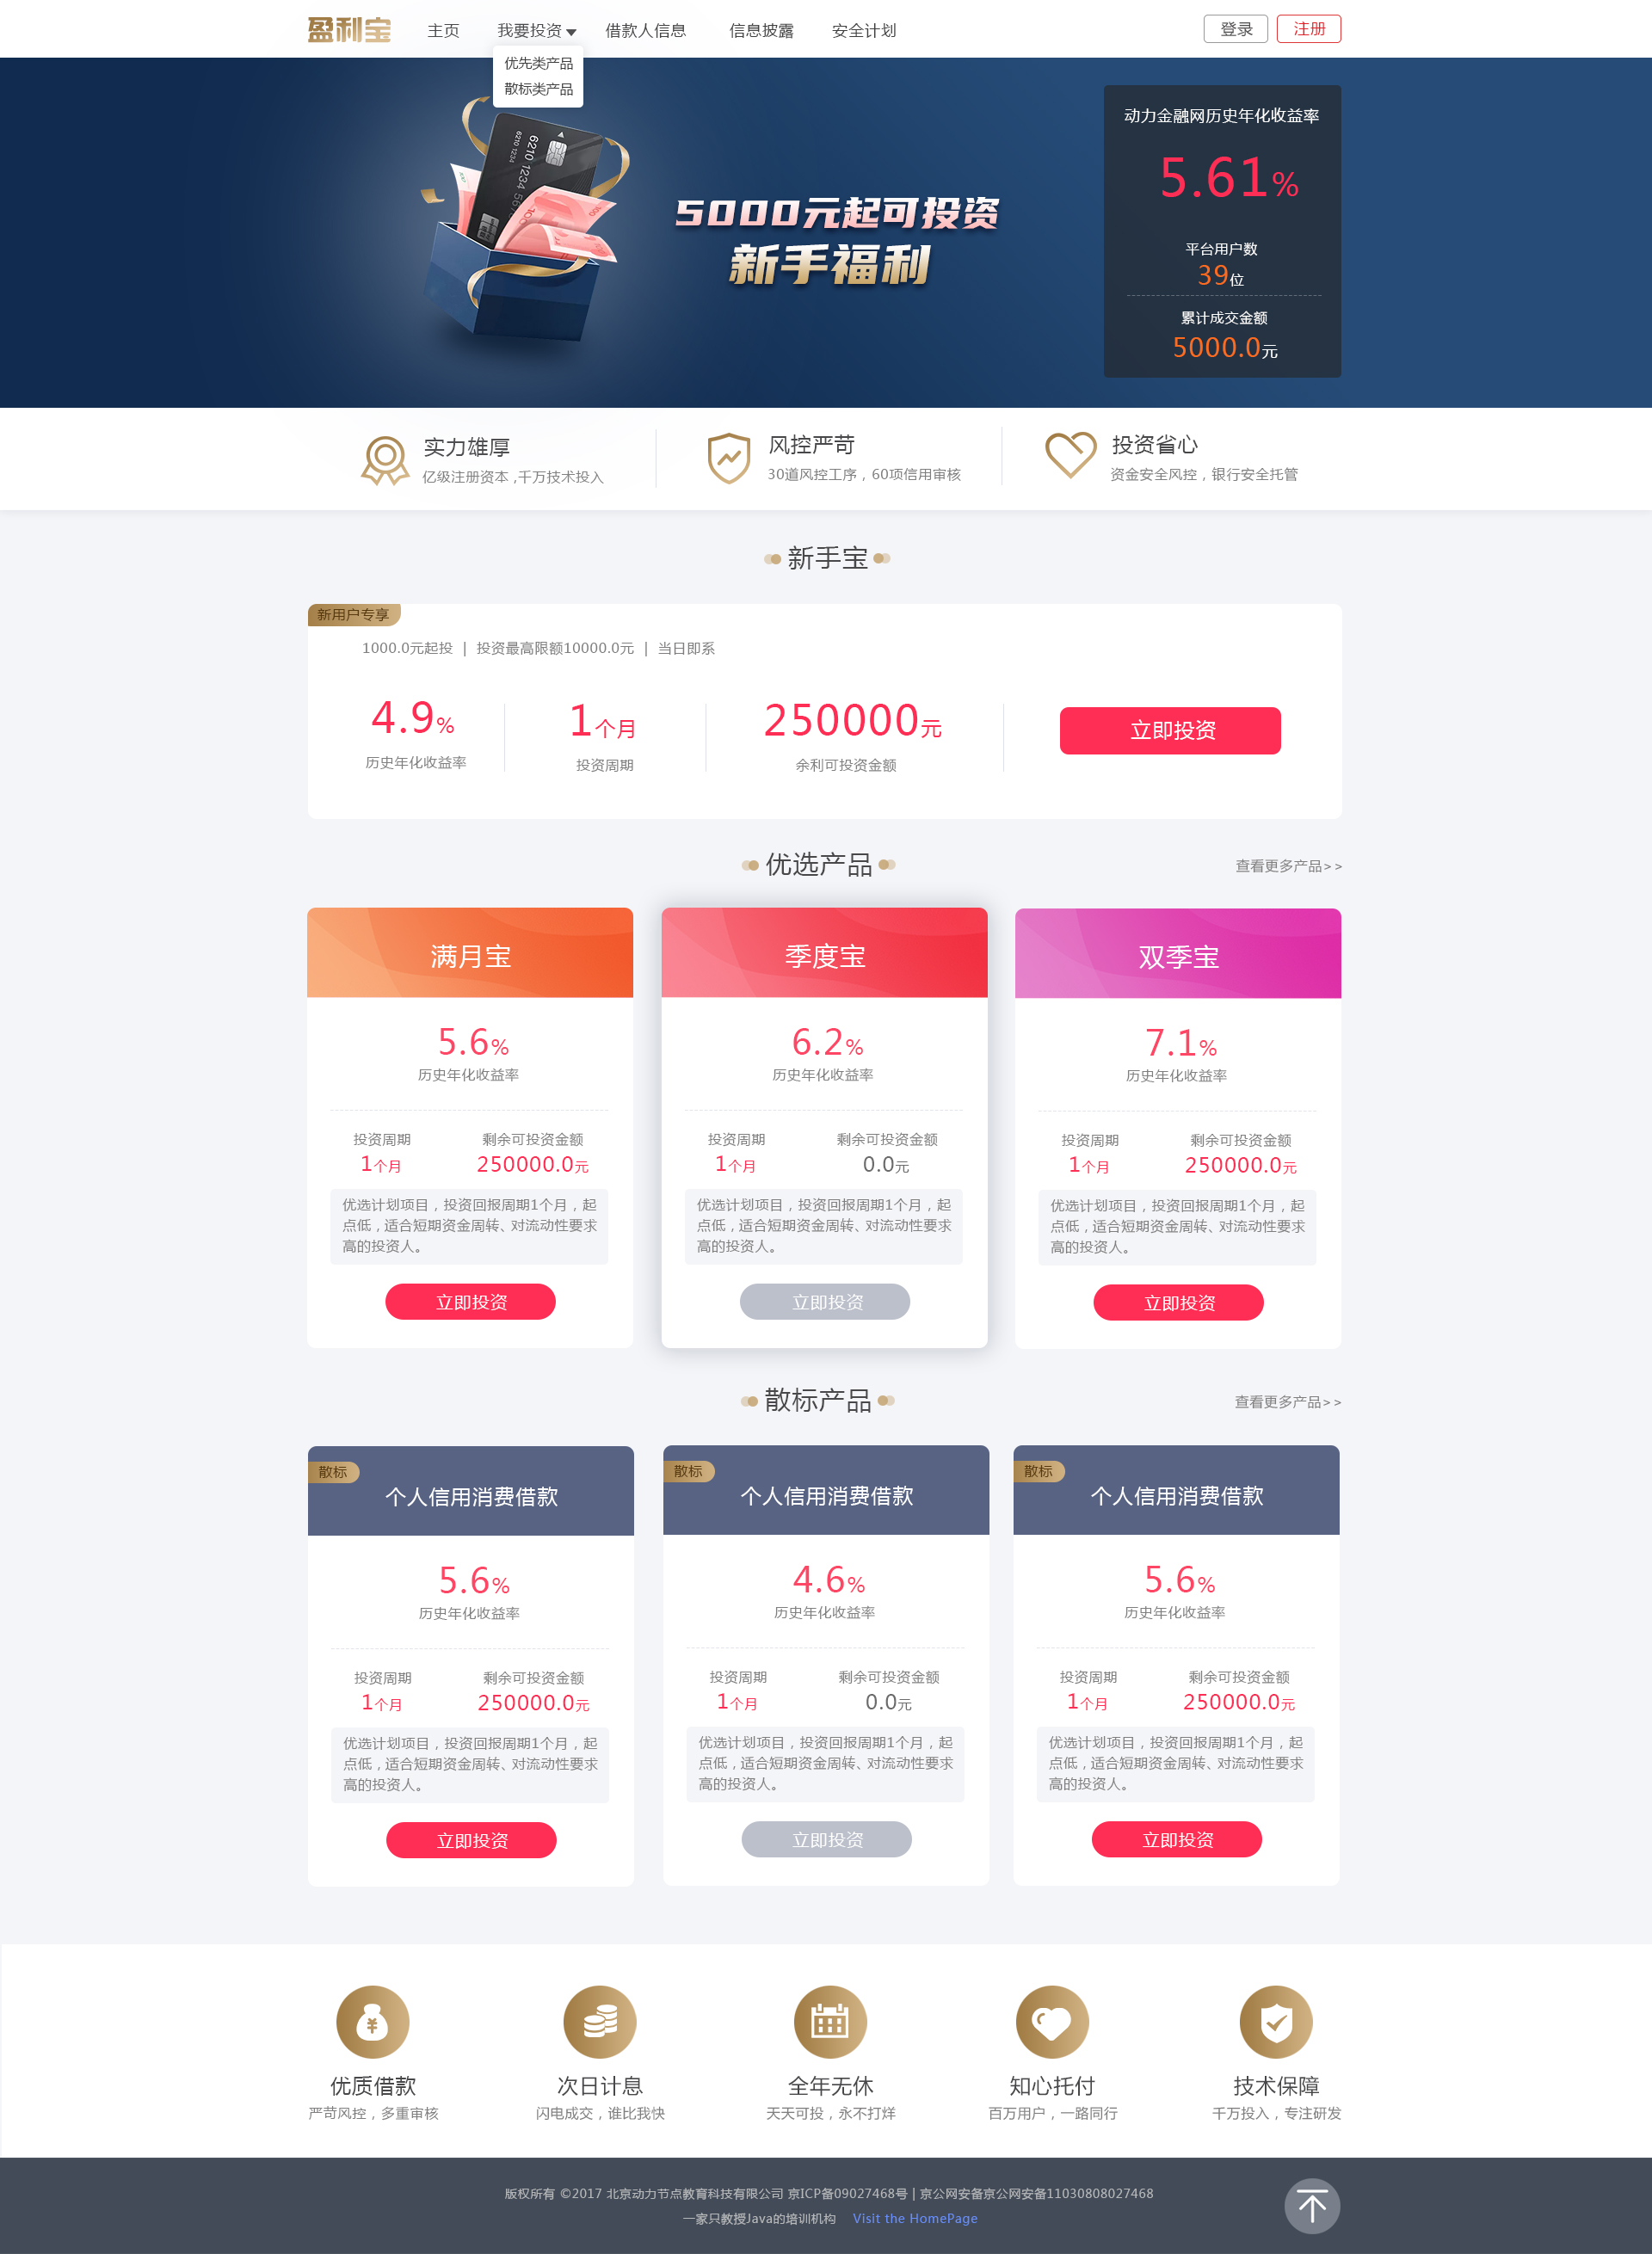 盈利宝 主页 我要投资 借款人信息 信息披露 安全计划 登录 注册
优先类产品
散标类产品
6210 1234
动力金融网历史年化收益率
5.61%
5000元起可投资
新手福利
平台用户数
39位
累计成交金额
5000.0元
实力雄厚 风控严苛 投资省心
亿级注册资本 ,千万技术投入 30道风控工序，60项信用审核 资金安全风控，银行安全托管
新手宝
新用户专享
1000.0元起投 | 投资最高限额10000.0元 | 当日即系
4.9% 1个月 250000元 立即投资
历史年化收益率 投资周期 余利可投资金额
优选产品 查看更多产品>>
满月宝 季度宝 双季宝
5.6% 6.2% 7.1%
历史年化收益率 历史年化收益率 历史年化收益率
投资周期 剩余可投资金额 投资周期 剩余可投资金额 投资周期 剩余可投资金额
1个月 250000.0元 1个月 0.0元 1个月 250000.0元
优选计划项目，投资回报周期1个月，起 优选计划项目，投资回报周期1个月，起 优选计划项目，投资回报周期1个月，起
点低，适合短期资金周转、对流动性要求 点低，适合短期资金周转、对流动性要求 点低，适合短期资金周转、对流动性要求
高的投资人。 高的投资人。 高的投资人。
立即投资 立即投资 立即投资
散标产品 查看更多产品>>
散标 散标 散标
个人信用消费借款 个人信用消费借款 个人信用消费借款
5.6% 4.6% 5.6%
历史年化收益率 历史年化收益率 历史年化收益率
投资周期 剩余可投资金额 投资周期 剩余可投资金额 投资周期 剩余可投资金额
1个月 250000.0元 1个月 0.0元 1个月 250000.0元
优选计划项目，投资回报周期1个月，起 优选计划项目，投资回报周期1个月，起 优选计划项目，投资回报周期1个月，起
点低，适合短期资金周转、对流动性要求 点低，适合短期资金周转、对流动性要求 点低，适合短期资金周转、对流动性要求
高的投资人。 高的投资人。 高的投资人。
立即投资 立即投资 立即投资
优质借款 次日计息 全年无休 知心托付 技术保障
严苛风控，多重审核 闪电成交，谁比我快 天天可投，永不打烊 百万用户，一路同行 千万投入，专注研发
版权所有 ©2017 北京动力节点教育科技有限公司 京ICP备09027468号 | 京公网安备京公网安备11030808027468
一家只教授Java的培训机构 Visit the HomePage